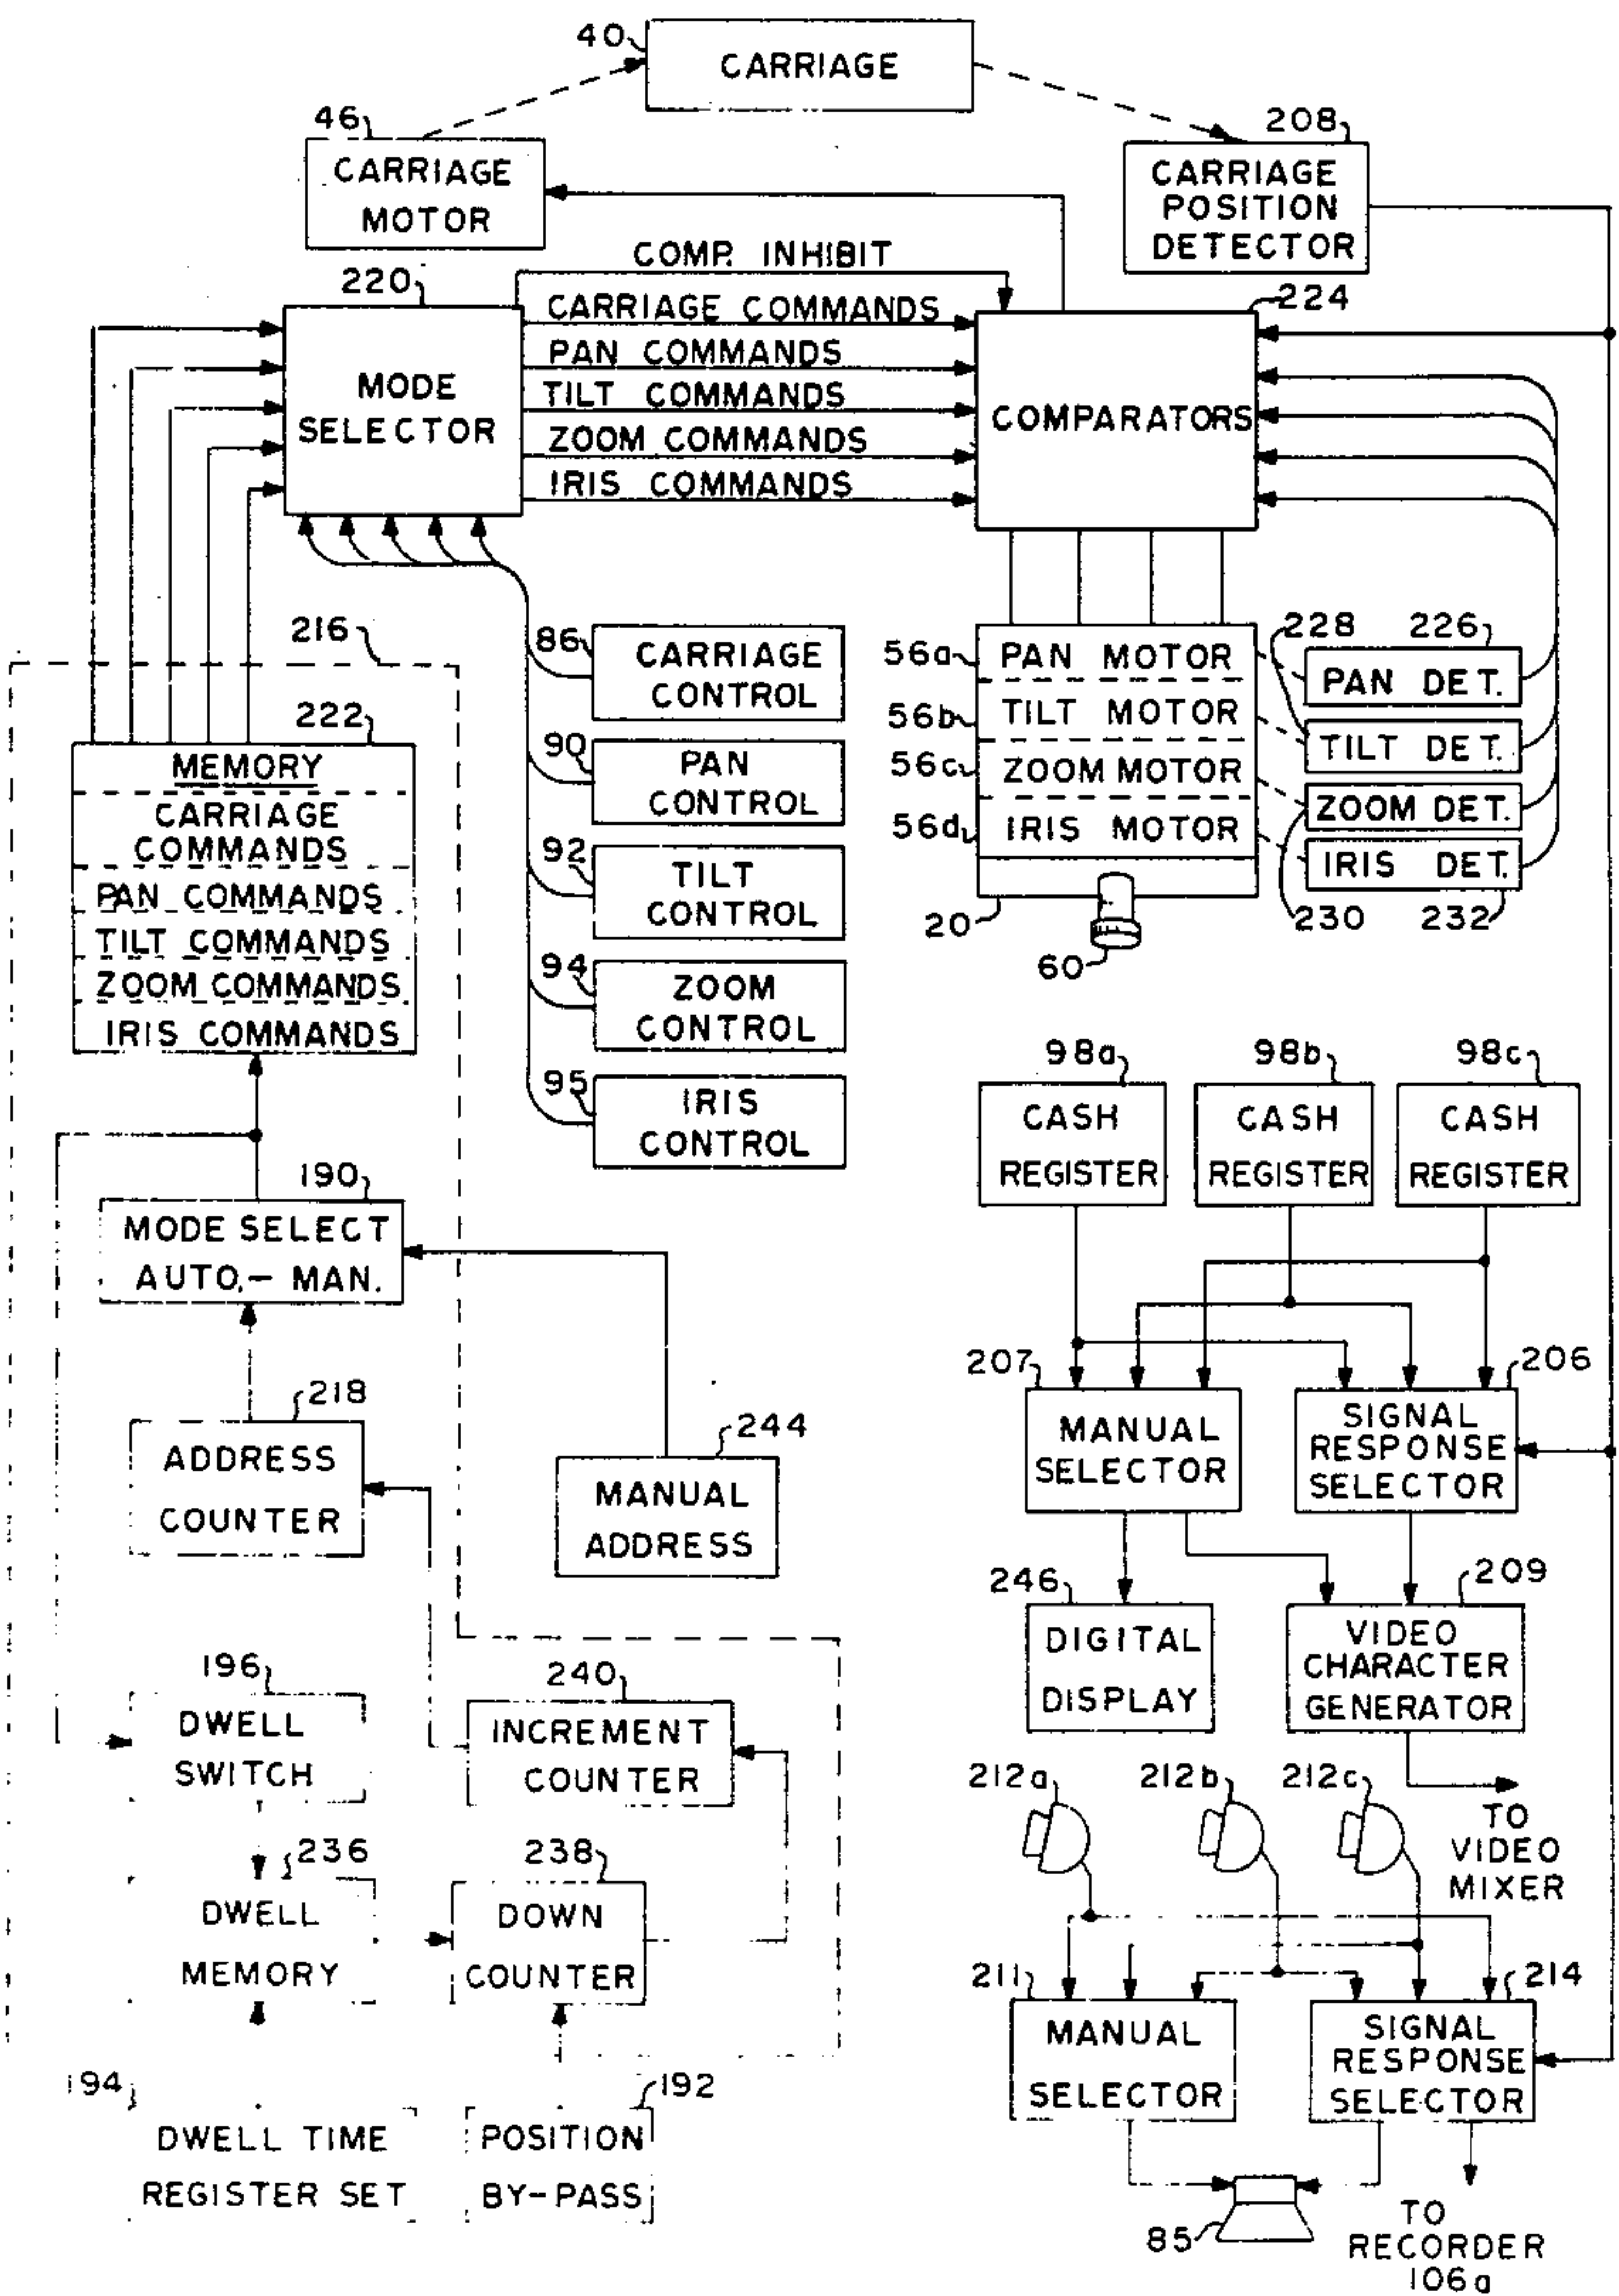 40
CARRIAGE
46
CARRIAGE
MOTOR
208
CARRIAGE
POSITION
DETECTOR
COMP. INHIBIT
220
MODE
SELECTOR
CARRIAGE COMMANDS
PAN COMMANDS
TILT COMMANDS
ZOOM COMMANDS
IRIS COMMANDS
224
COMPARATORS
216
222
MEMORY
CARRIAGE
COMMANDS
PAN COMMANDS
TILT COMMANDS
ZOOM COMMANDS
IRIS COMMANDS
86
CARRIAGE
CONTROL
90
PAN
CONTROL
92
TILT
CONTROL
94
ZOOM
CONTROL
95
IRIS
CONTROL
56a
PAN MOTOR
56b
TILT MOTOR
56c
ZOOM MOTOR
56d
IRIS MOTOR
20
60
228
226
PAN DET.
TILT DET.
ZOOM DET.
IRIS DET.
230
232
190
MODE SELECT
AUTO.- MAN.
218
ADDRESS
COUNTER
244
MANUAL
ADDRESS
196
DWELL
SWITCH
240
INCREMENT
COUNTER
236
DWELL
MEMORY
238
DOWN
COUNTER
194
DWELL TIME
REGISTER SET
192
POSITION
BY-PASS
98a
CASH
REGISTER
98b
CASH
REGISTER
98c
CASH
REGISTER
207
MANUAL
SELECTOR
206
SIGNAL
RESPONSE
SELECTOR
246
DIGITAL
DISPLAY
209
VIDEO
CHARACTER
GENERATOR
TO
VIDEO
MIXER
212a
212b
212c
211
MANUAL
SELECTOR
214
SIGNAL
RESPONSE
SELECTOR
85
TO
RECORDER
106a